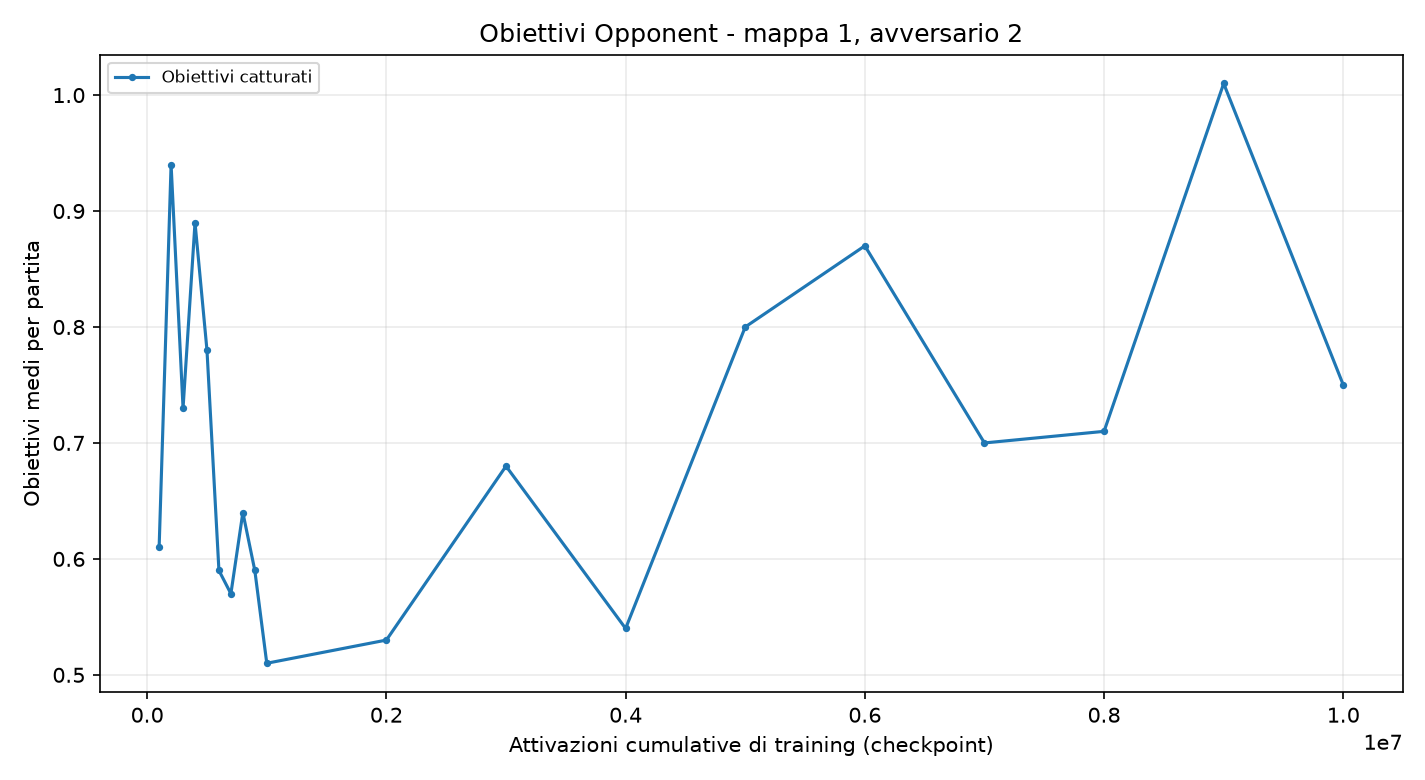 Obiettivi Opponent - mappa 1, avversario 2
Obiettivi catturati
Obiettivi medi per partita
1.0
0.9
0.8
0.7
0.6
0.5
0.0 0.2 0.4 0.6 0.8 1.0
1e7
Attivazioni cumulative di training (checkpoint)